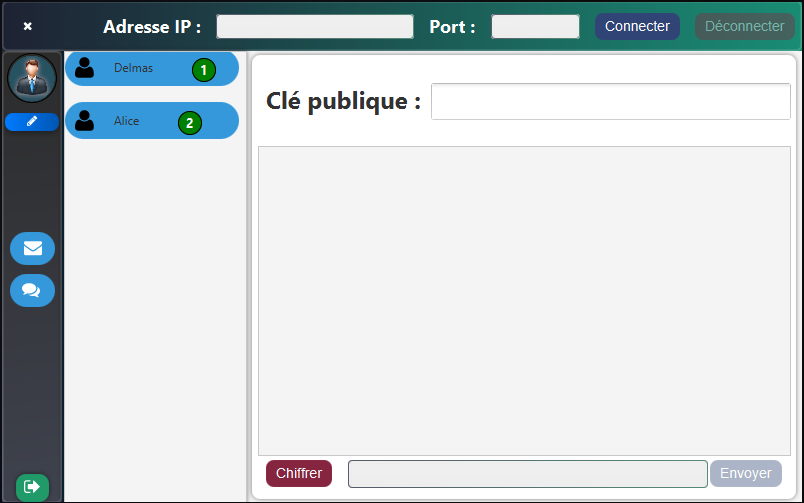 Adresse IP : Port : Connecter Déconnecter
Delmas 1
Alice 2
Clé publique :
Chiffrer Envoyer